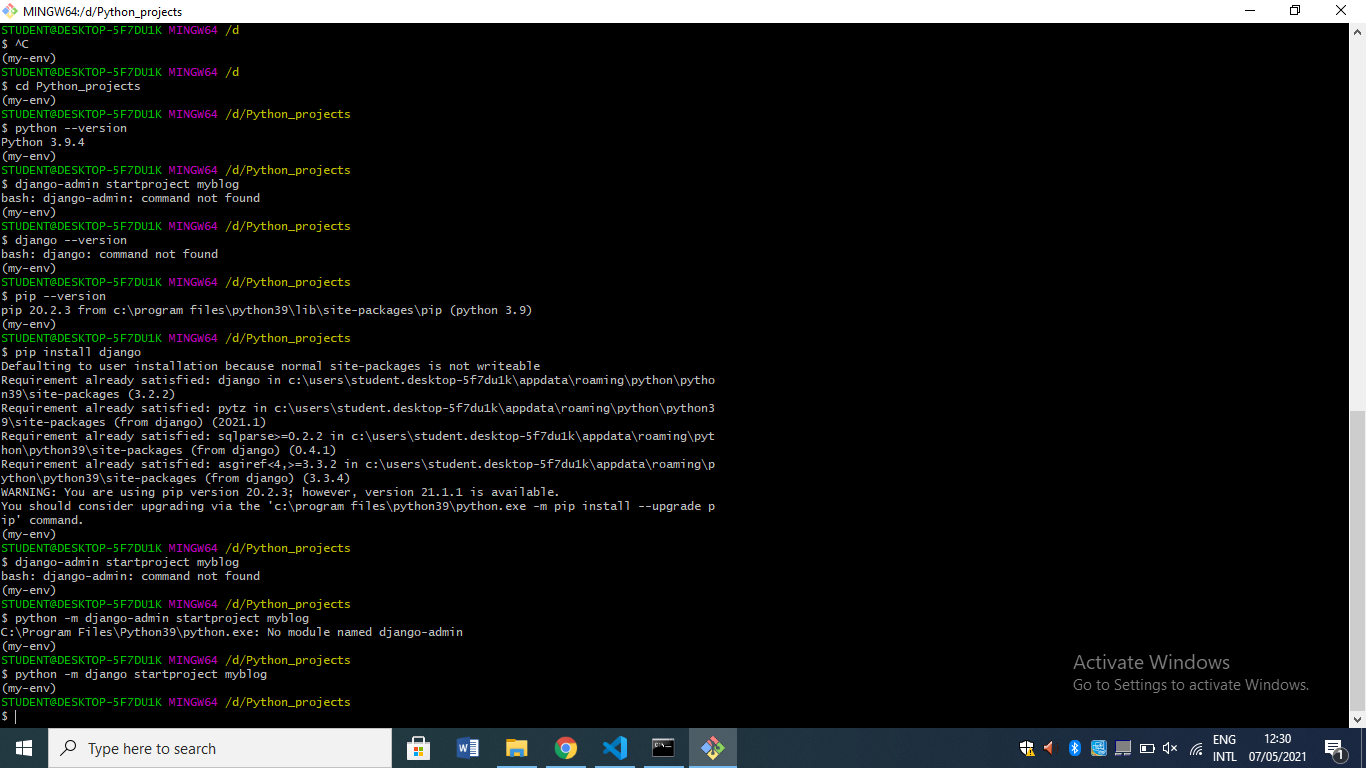 MINGW64:/d/Python_projects
STUDENT@DESKTOP-5F7DU1K MINGW64 /d
$ ^C
(my-env)
STUDENT@DESKTOP-5F7DU1K MINGW64 /d
$ cd Python_projects
(my-env)
STUDENT@DESKTOP-5F7DU1K MINGW64 /d/Python_projects
$ python --version
Python 3.9.4
(my-env)
STUDENT@DESKTOP-5F7DU1K MINGW64 /d/Python_projects
$ django-admin startproject myblog
bash: django-admin: command not found
(my-env)
STUDENT@DESKTOP-5F7DU1K MINGW64 /d/Python_projects
$ django --version
bash: django: command not found
(my-env)
STUDENT@DESKTOP-5F7DU1K MINGW64 /d/Python_projects
$ pip --version
pip 20.2.3 from c:\program files\python39\lib\site-packages\pip (python 3.9)
(my-env)
STUDENT@DESKTOP-5F7DU1K MINGW64 /d/Python_projects
$ pip install django
Defaulting to user installation because normal site-packages is not writeable
Requirement already satisfied: django in c:\users\student.desktop-5f7du1k\appdata\roaming\python\pytho
n39\site-packages (3.2.2)
Requirement already satisfied: pytz in c:\users\student.desktop-5f7du1k\appdata\roaming\python\python3
9\site-packages (from django) (2021.1)
Requirement already satisfied: sqlparse>=0.2.2 in c:\users\student.desktop-5f7du1k\appdata\roaming\pyt
hon\python39\site-packages (from django) (0.4.1)
Requirement already satisfied: asgiref<4,>=3.3.2 in c:\users\student.desktop-5f7du1k\appdata\roaming\p
ython\python39\site-packages (from django) (3.3.4)
WARNING: You are using pip version 20.2.3; however, version 21.1.1 is available.
You should consider upgrading via the 'c:\program files\python39\python.exe -m pip install --upgrade p
ip' command.
(my-env)
STUDENT@DESKTOP-5F7DU1K MINGW64 /d/Python_projects
$ django-admin startproject myblog
bash: django-admin: command not found
(my-env)
STUDENT@DESKTOP-5F7DU1K MINGW64 /d/Python_projects
$ python -m django-admin startproject myblog
C:\Program Files\Python39\python.exe: No module named django-admin
(my-env)
STUDENT@DESKTOP-5F7DU1K MINGW64 /d/Python_projects
$ python -m django startproject myblog
(my-env)
STUDENT@DESKTOP-5F7DU1K MINGW64 /d/Python_projects
$
Activate Windows
Go to Settings to activate Windows.
Type here to search
ENG
INTL
12:30
07/05/2021
1